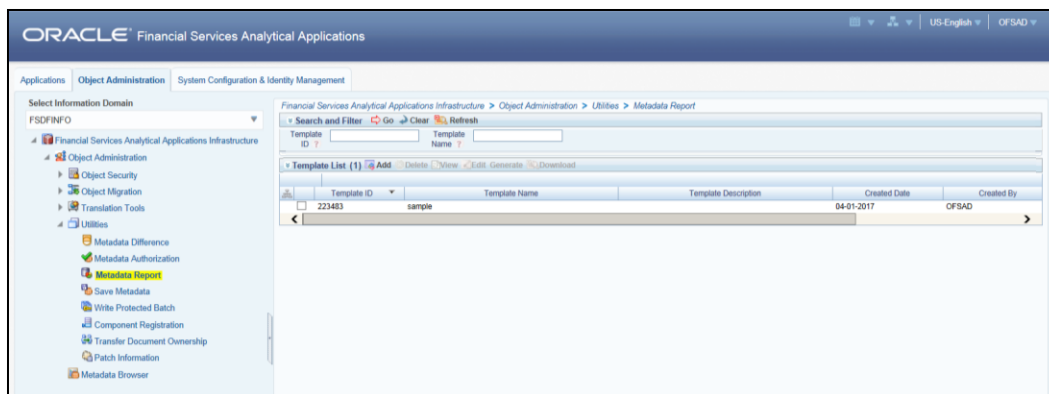 ORACLE® Financial Services Analytical Applications
US-English
OFSAD
Applications
Object Administration
System Configuration & Identity Management
Select Information Domain
FSDFINFO
Financial Services Analytical Applications Infrastructure
Object Administration
Object Security
Object Migration
Translation Tools
Utilities
Metadata Difference
Metadata Authorization
Metadata Report
Save Metadata
Write Protected Batch
Component Registration
Transfer Document Ownership
Patch Information
Metadata Browser
Financial Services Analytical Applications Infrastructure > Object Administration > Utilities > Metadata Report
Search and Filter Go Clear Refresh
Template ID ?
Template Name ?
Template List (1) Add Delete View Edit Generate Download
Template ID Template Name Template Description Created Date Created By
223483 sample 04-01-2017 OFSAD